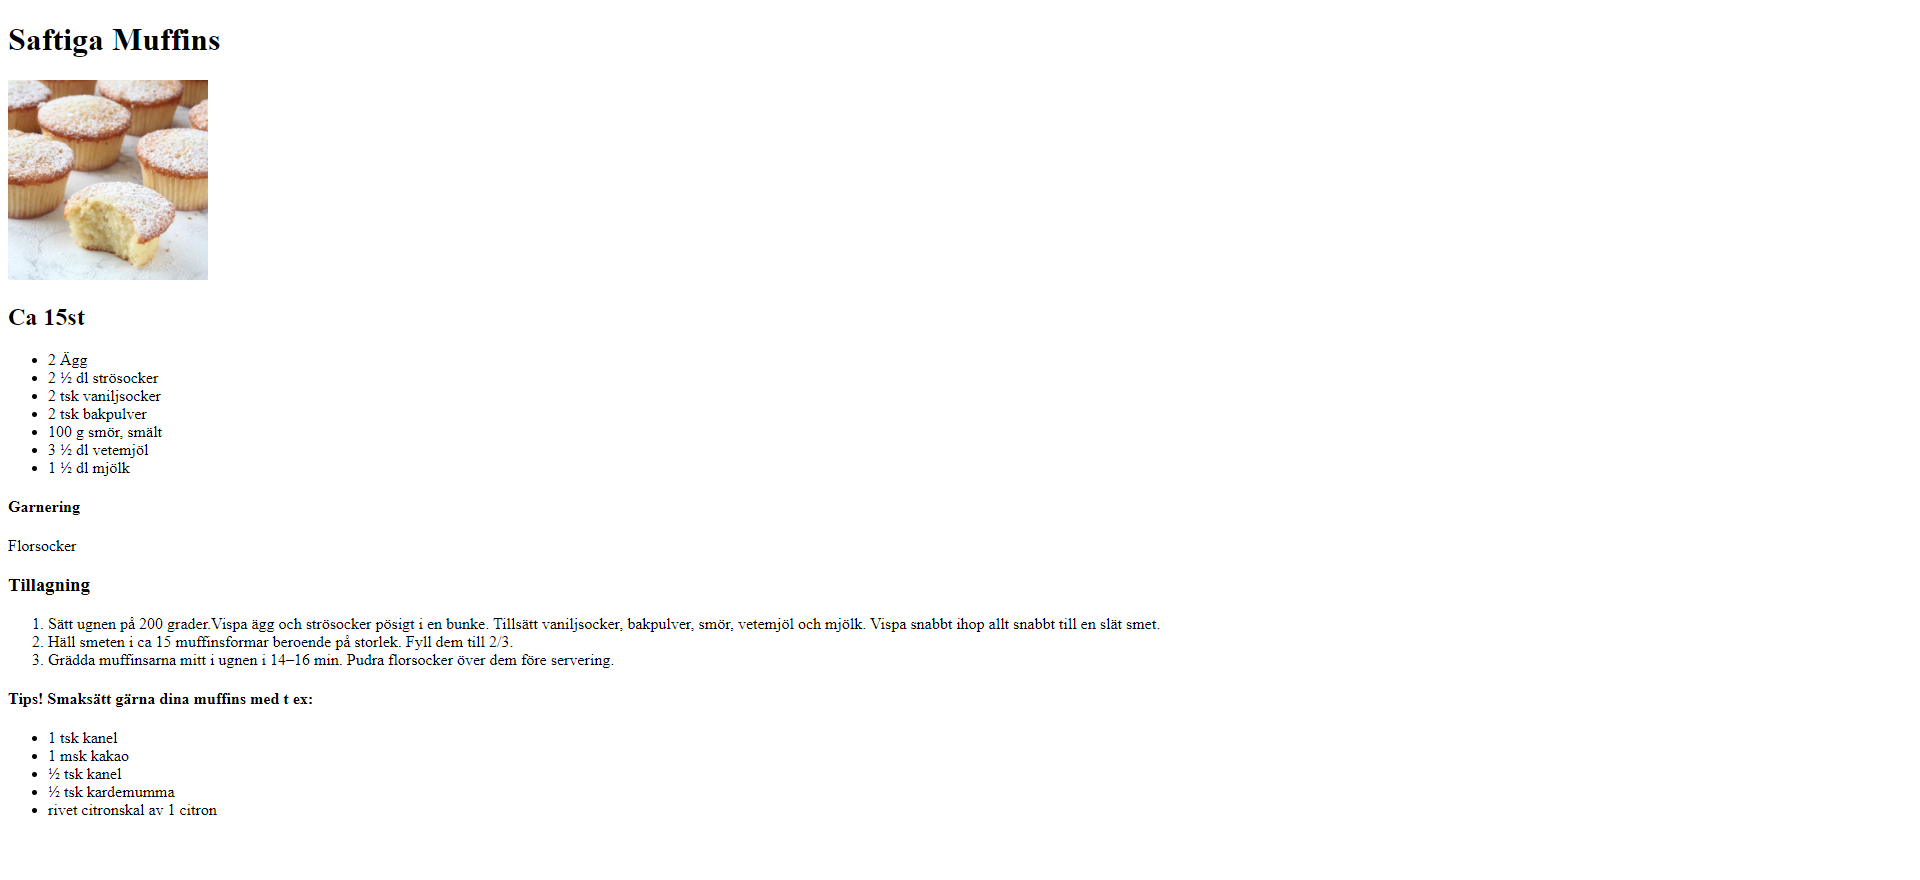 Saftiga Muffins
Ca 15st
2 Ägg
2 ½ dl strösocker
2 tsk vaniljsocker
2 tsk bakpulver
100 g smör, smält
3 ½ dl vetemjöl
1 ½ dl mjölk
Garnering
Florsocker
Tillagning
1. Sätt ugnen på 200 grader.Vispa ägg och strösocker pösigt i en bunke. Tillsätt vaniljsocker, bakpulver, smör, vetemjöl och mjölk. Vispa snabbt ihop allt snabbt till en slät smet.
2. Häll smeten i ca 15 muffinsformar beroende på storlek. Fyll dem till 2/3.
3. Grädda muffinsarna mitt i ugnen i 14–16 min. Pudra florsocker över dem före servering.
Tips! Smaksätt gärna dina muffins med t ex:
1 tsk kanel
1 msk kakao
½ tsk kanel
½ tsk kardemumma
rivet citronskal av 1 citron